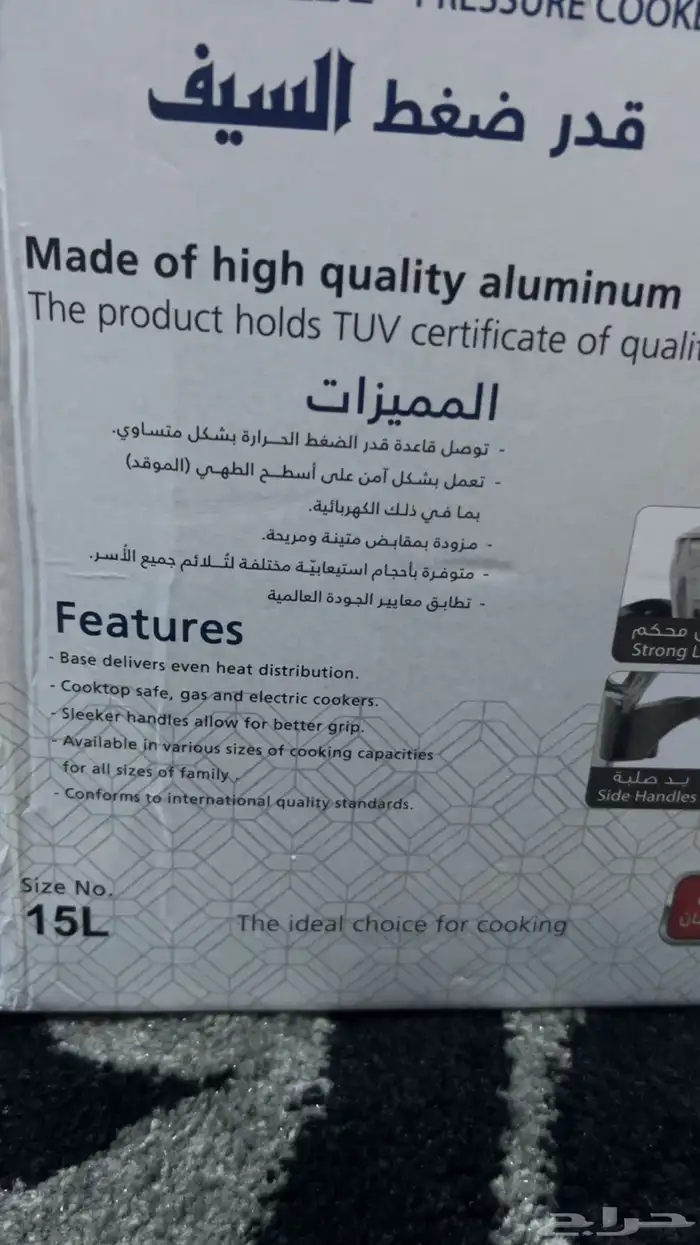 PRESSURE
قدر ضغط السيف
Made of high quality aluminum
The product holds TUV certificate of
المميزات
- توصل قاعدة قدر الضغط الحرارة بشكل متساوي.
- تعمل بشكل آمن على أسطح الطهي (الموقد)
بما في ذلك الكهربائية.
- مزودة بمقابض متينة ومريحة.
- متوفرة بأحجام استيعابيّة مختلفة لتُلائم جميع الأسر.
- تطابق معايير الجودة العالمية
Features
- Base delivers even heat distribution.
- Cooktop safe, gas and electric cookers.
- Sleeker handles allow for better grip.
- Available in various sizes of cooking capacities
for all sizes of family.
- Conforms to international quality standards.
محكم
Strong
يد صلبة
Side Handles
Size No.
15L
The ideal choice for cooking
حراج